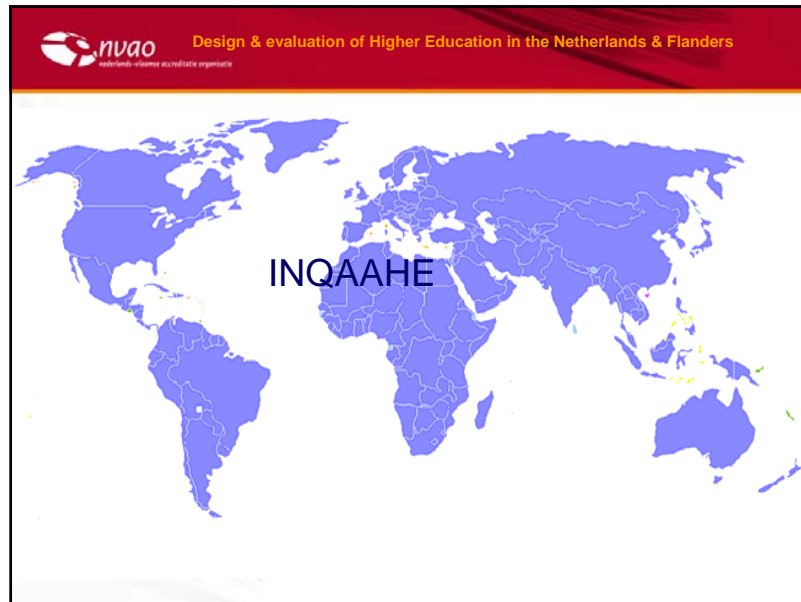 nvao
nederlands-vlaamse accreditatie organisatie
Design & evaluation of Higher Education in the Netherlands & Flanders
INQAAHE